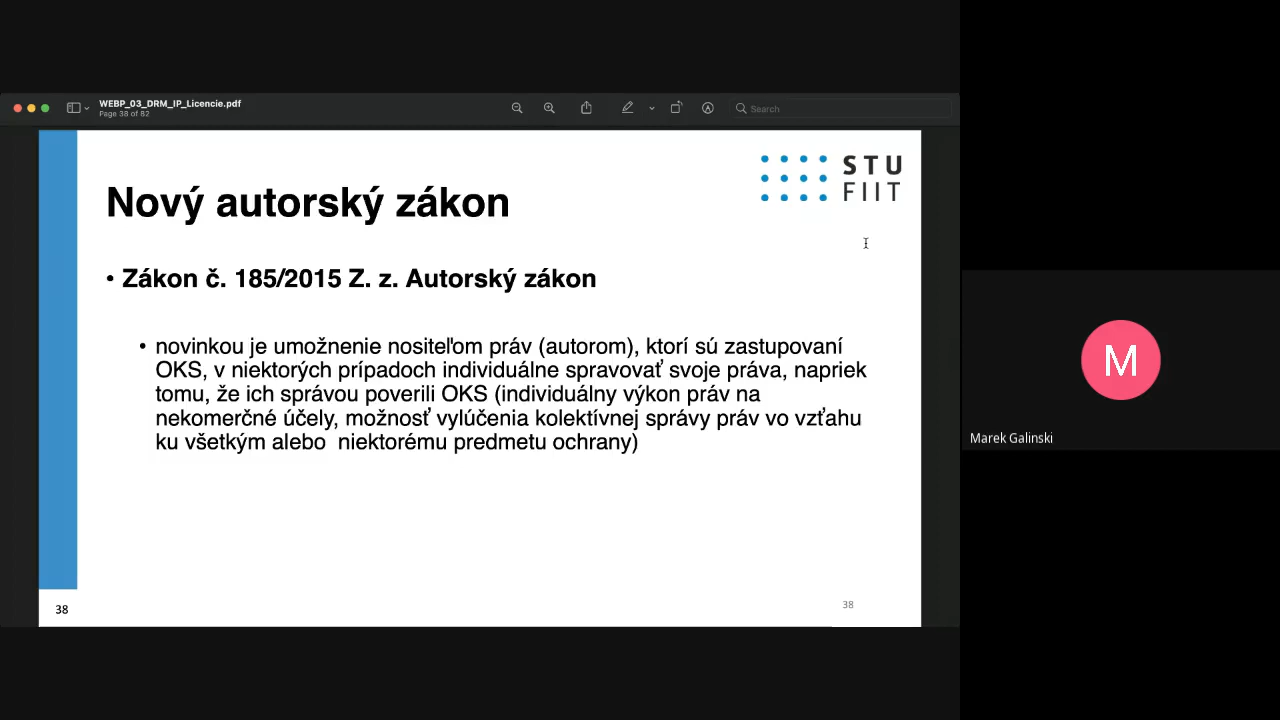 WEBP_03_DRM_IP_Licencie.pdf
Page 38 of 82
Search
STU
FIIT
Nový autorský zákon
• Zákon č. 185/2015 Z. z. Autorský zákon
• novinkou je umožnenie nositeľom práv (autorom), ktorí sú zastupovaní
OKS, v niektorých prípadoch individuálne spravovať svoje práva, napriek
tomu, že ich správou poverili OKS (individuálny výkon práv na
nekomerčné účely, možnosť vylúčenia kolektívnej správy práv vo vzťahu
ku všetkým alebo  niektorému predmetu ochrany)
38
38
M
Marek Galinski